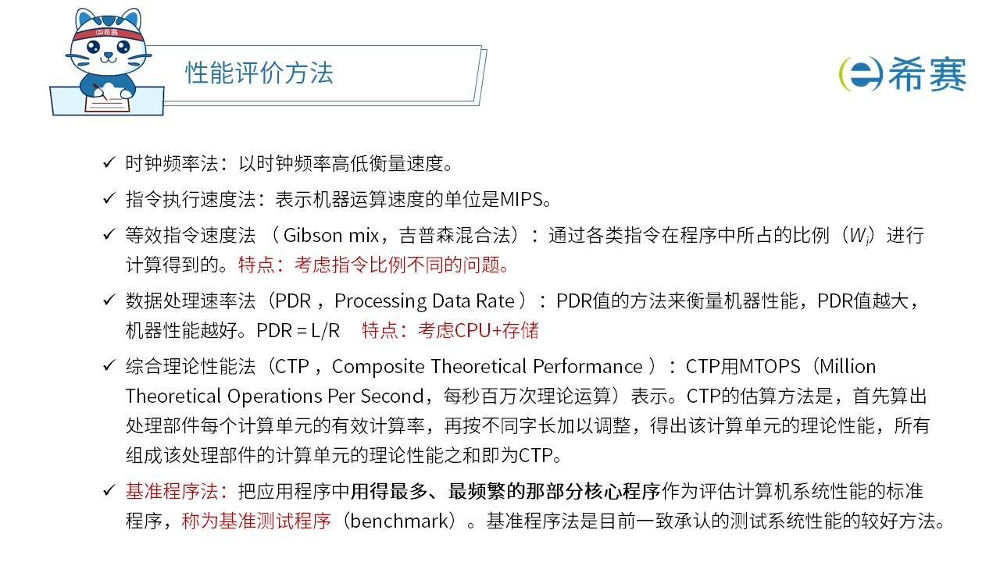 希赛
性能评价方法
希赛
✓ 时钟频率法：以时钟频率高低衡量速度。
✓ 指令执行速度法：表示机器运算速度的单位是MIPS。
✓ 等效指令速度法 （ Gibson mix，吉普森混合法）：通过各类指令在程序中所占的比例（Wi）进行
计算得到的。特点：考虑指令比例不同的问题。
✓ 数据处理速率法（PDR ，Processing Data Rate ）：PDR值的方法来衡量机器性能，PDR值越大，
机器性能越好。PDR = L/R 特点：考虑CPU+存储
✓ 综合理论性能法（CTP ，Composite Theoretical Performance ）：CTP用MTOPS（Million
Theoretical Operations Per Second，每秒百万次理论运算）表示。CTP的估算方法是，首先算出
处理部件每个计算单元的有效计算率，再按不同字长加以调整，得出该计算单元的理论性能，所有
组成该处理部件的计算单元的理论性能之和即为CTP。
✓ 基准程序法：把应用程序中用得最多、最频繁的那部分核心程序作为评估计算机系统性能的标准
程序，称为基准测试程序（benchmark）。基准程序法是目前一致承认的测试系统性能的较好方法。